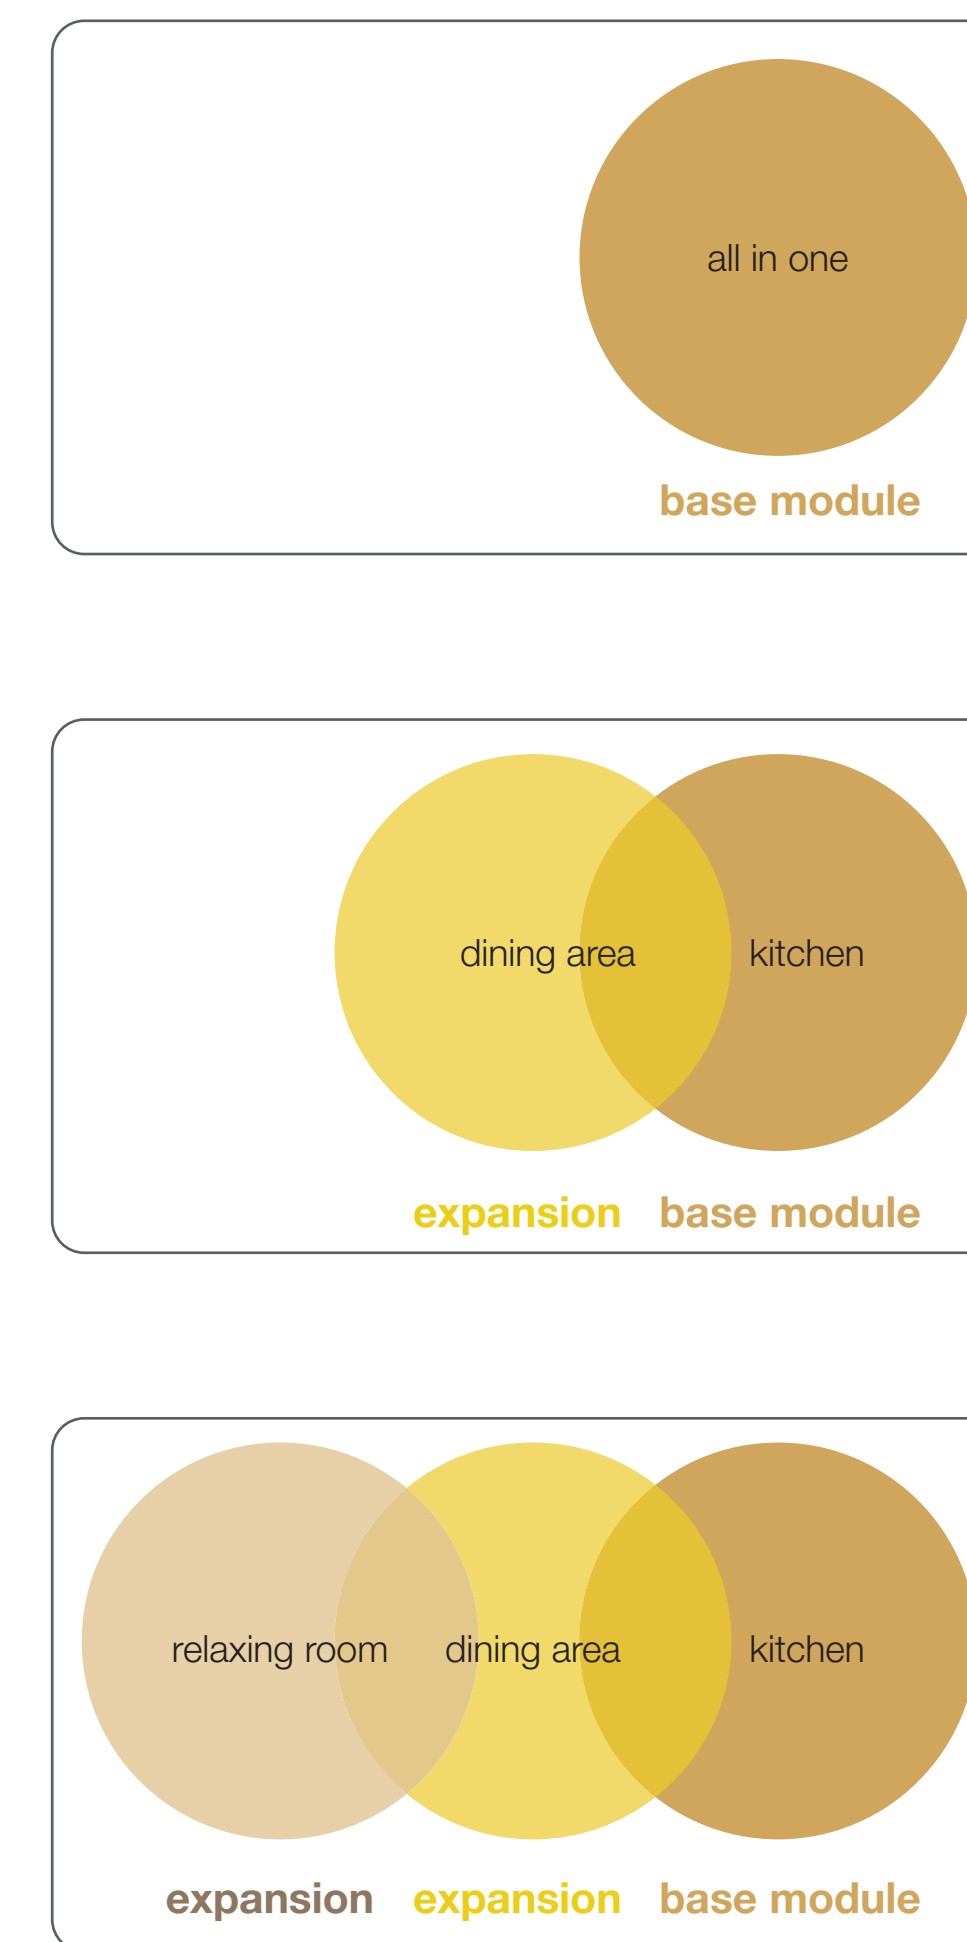 all in one
base module
dining area kitchen
expansion base module
relaxing room dining area kitchen
expansion expansion base module